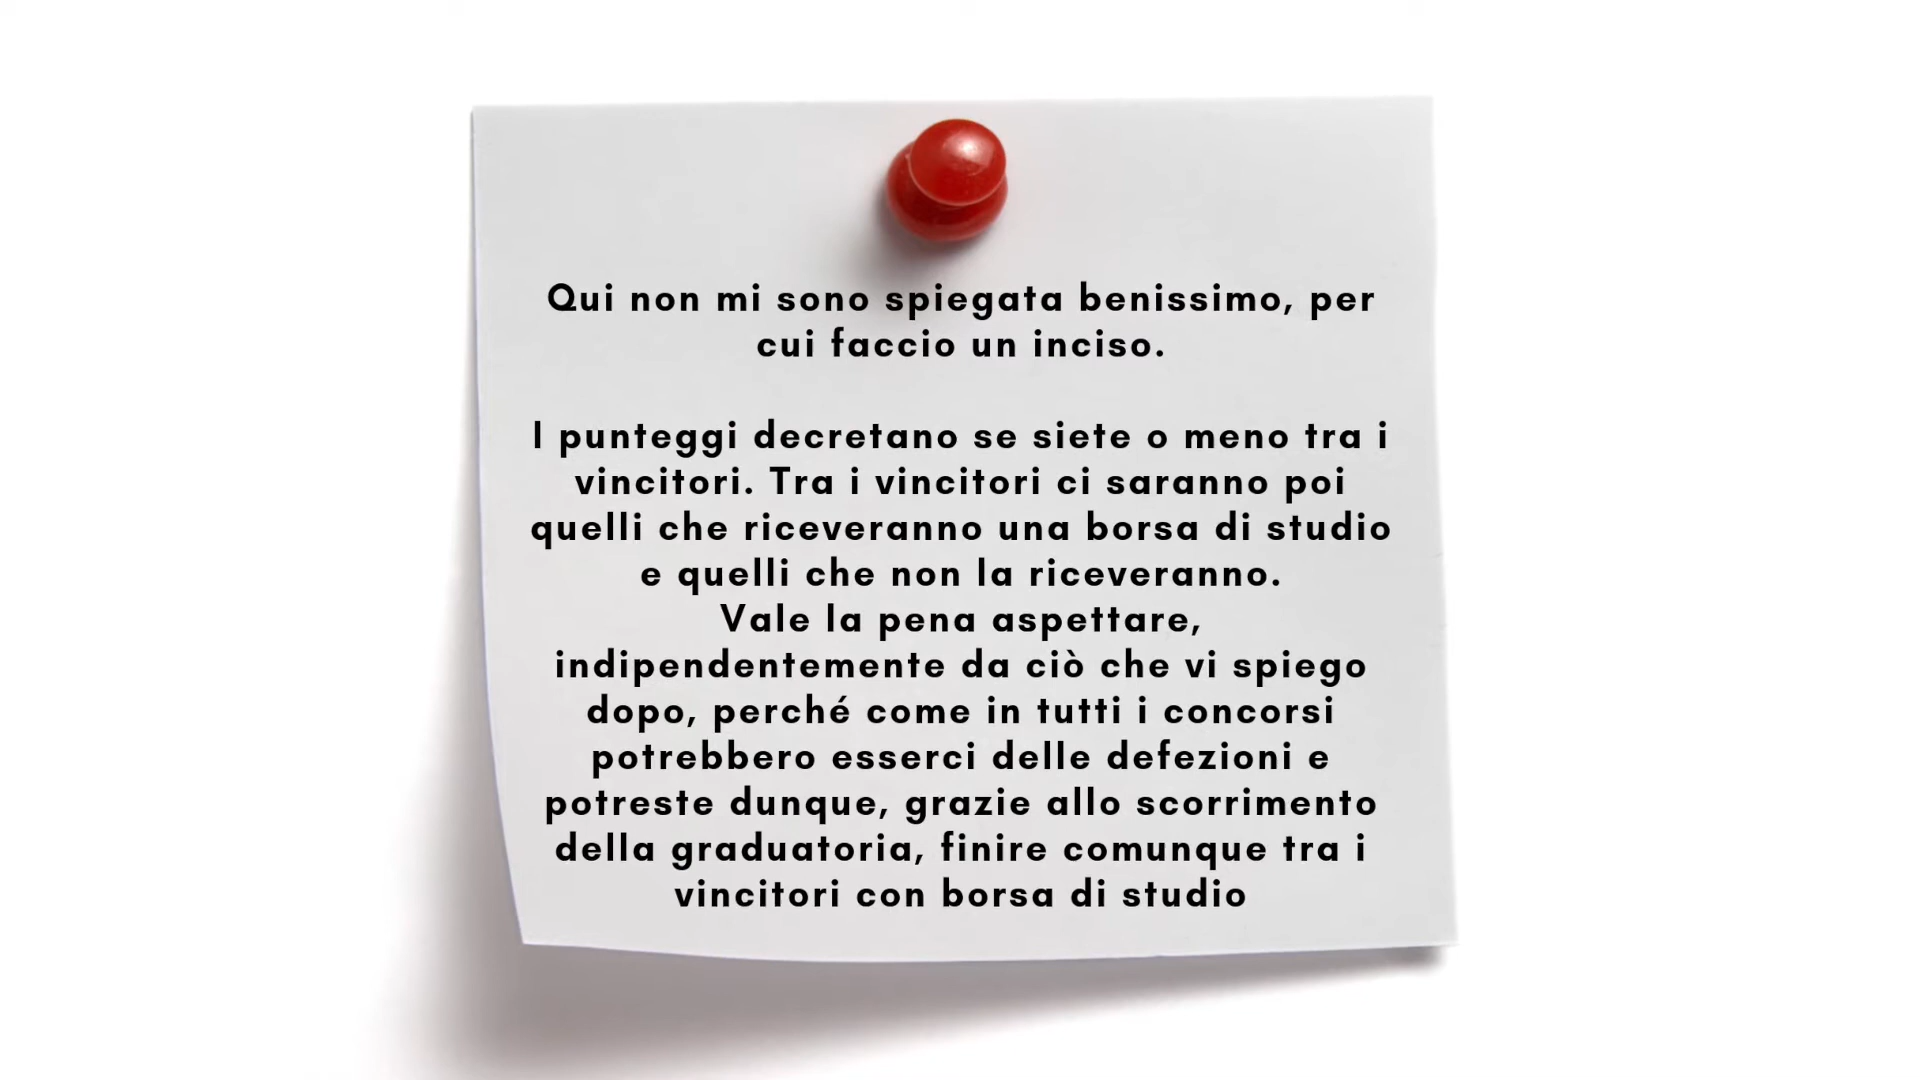 Qui non mi sono spiegata benissimo, per
cui faccio un inciso.
I punteggi decretano se siete o meno tra i
vincitori. Tra i vincitori ci saranno poi
quelli che riceveranno una borsa di studio
e quelli che non la riceveranno.
Vale la pena aspettare,
indipendentemente da ciò che vi spiego
dopo, perché come in tutti i concorsi
potrebbero esserci delle defezioni e
potreste dunque, grazie allo scorrimento
della graduatoria, finire comunque tra i
vincitori con borsa di studio